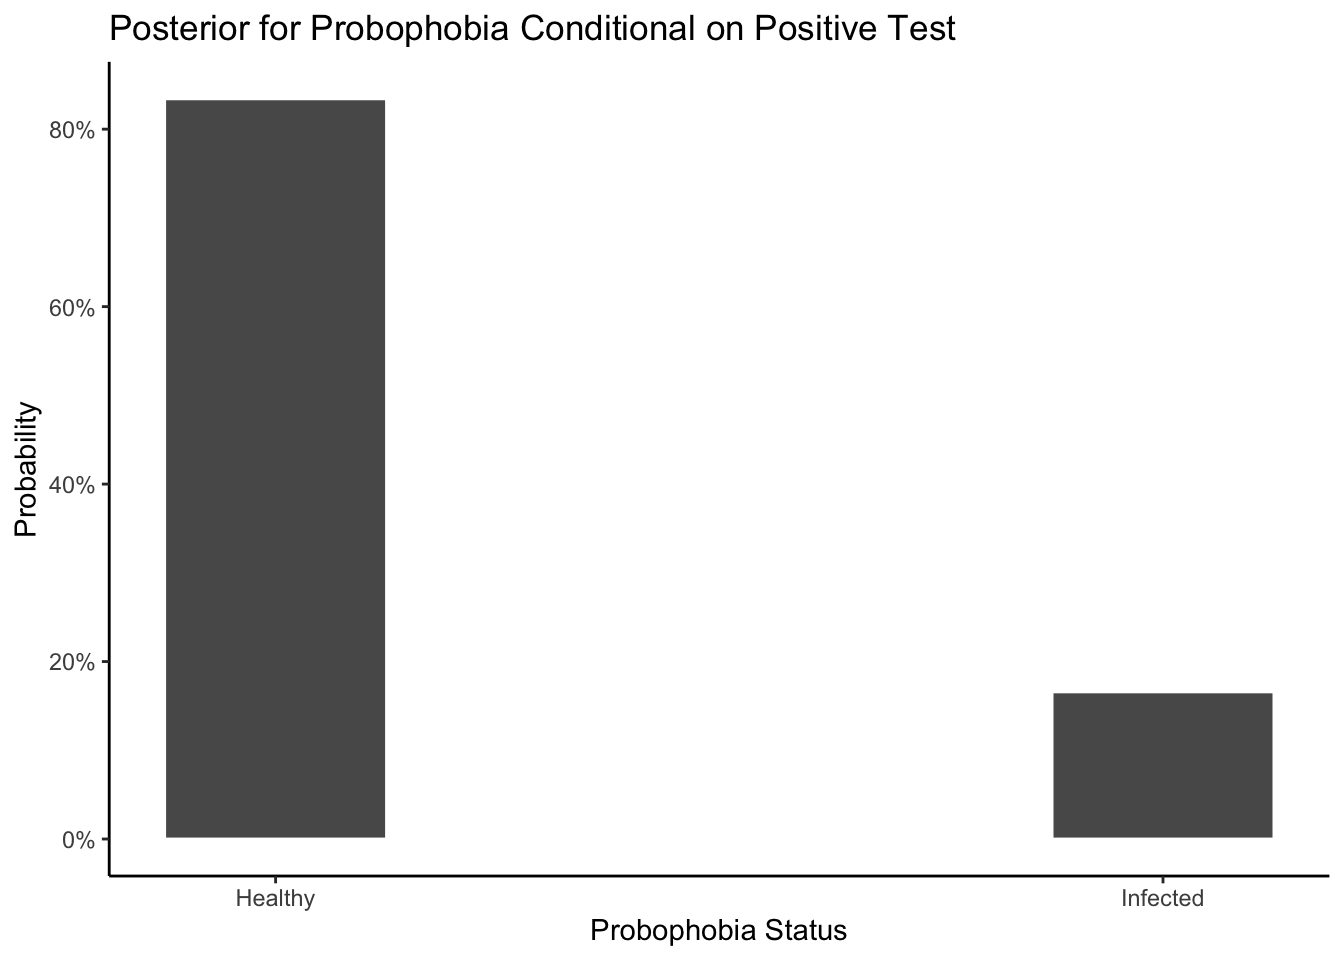 Posterior for Probophobia Conditional on Positive Test
80%
60%
40%
20%
0%
Probability
Healthy
Infected
Probophobia Status